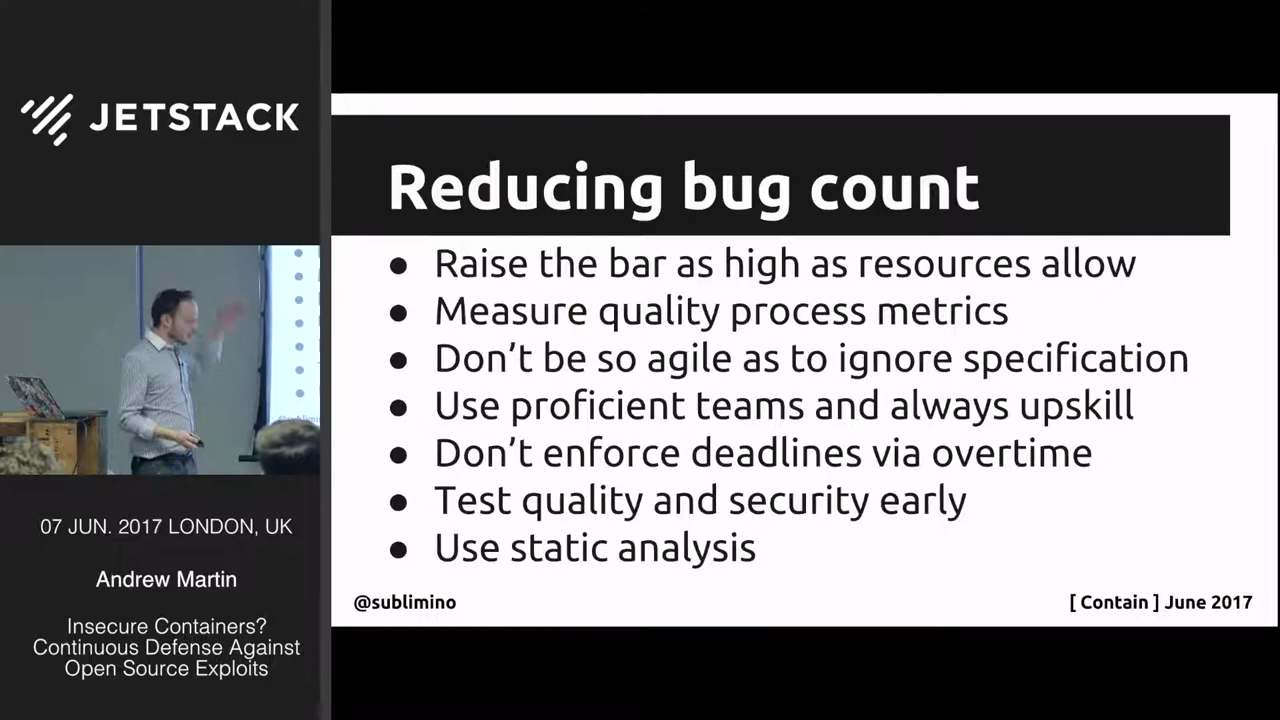 JETSTACK
07 JUN. 2017 LONDON, UK
Andrew Martin
Insecure Containers?
Continuous Defense Against
Open Source Exploits
Reducing bug count
● Raise the bar as high as resources allow
● Measure quality process metrics
● Don’t be so agile as to ignore specification
● Use proficient teams and always upskill
● Don’t enforce deadlines via overtime
● Test quality and security early
● Use static analysis
@sublimino
[ Contain ] June 2017